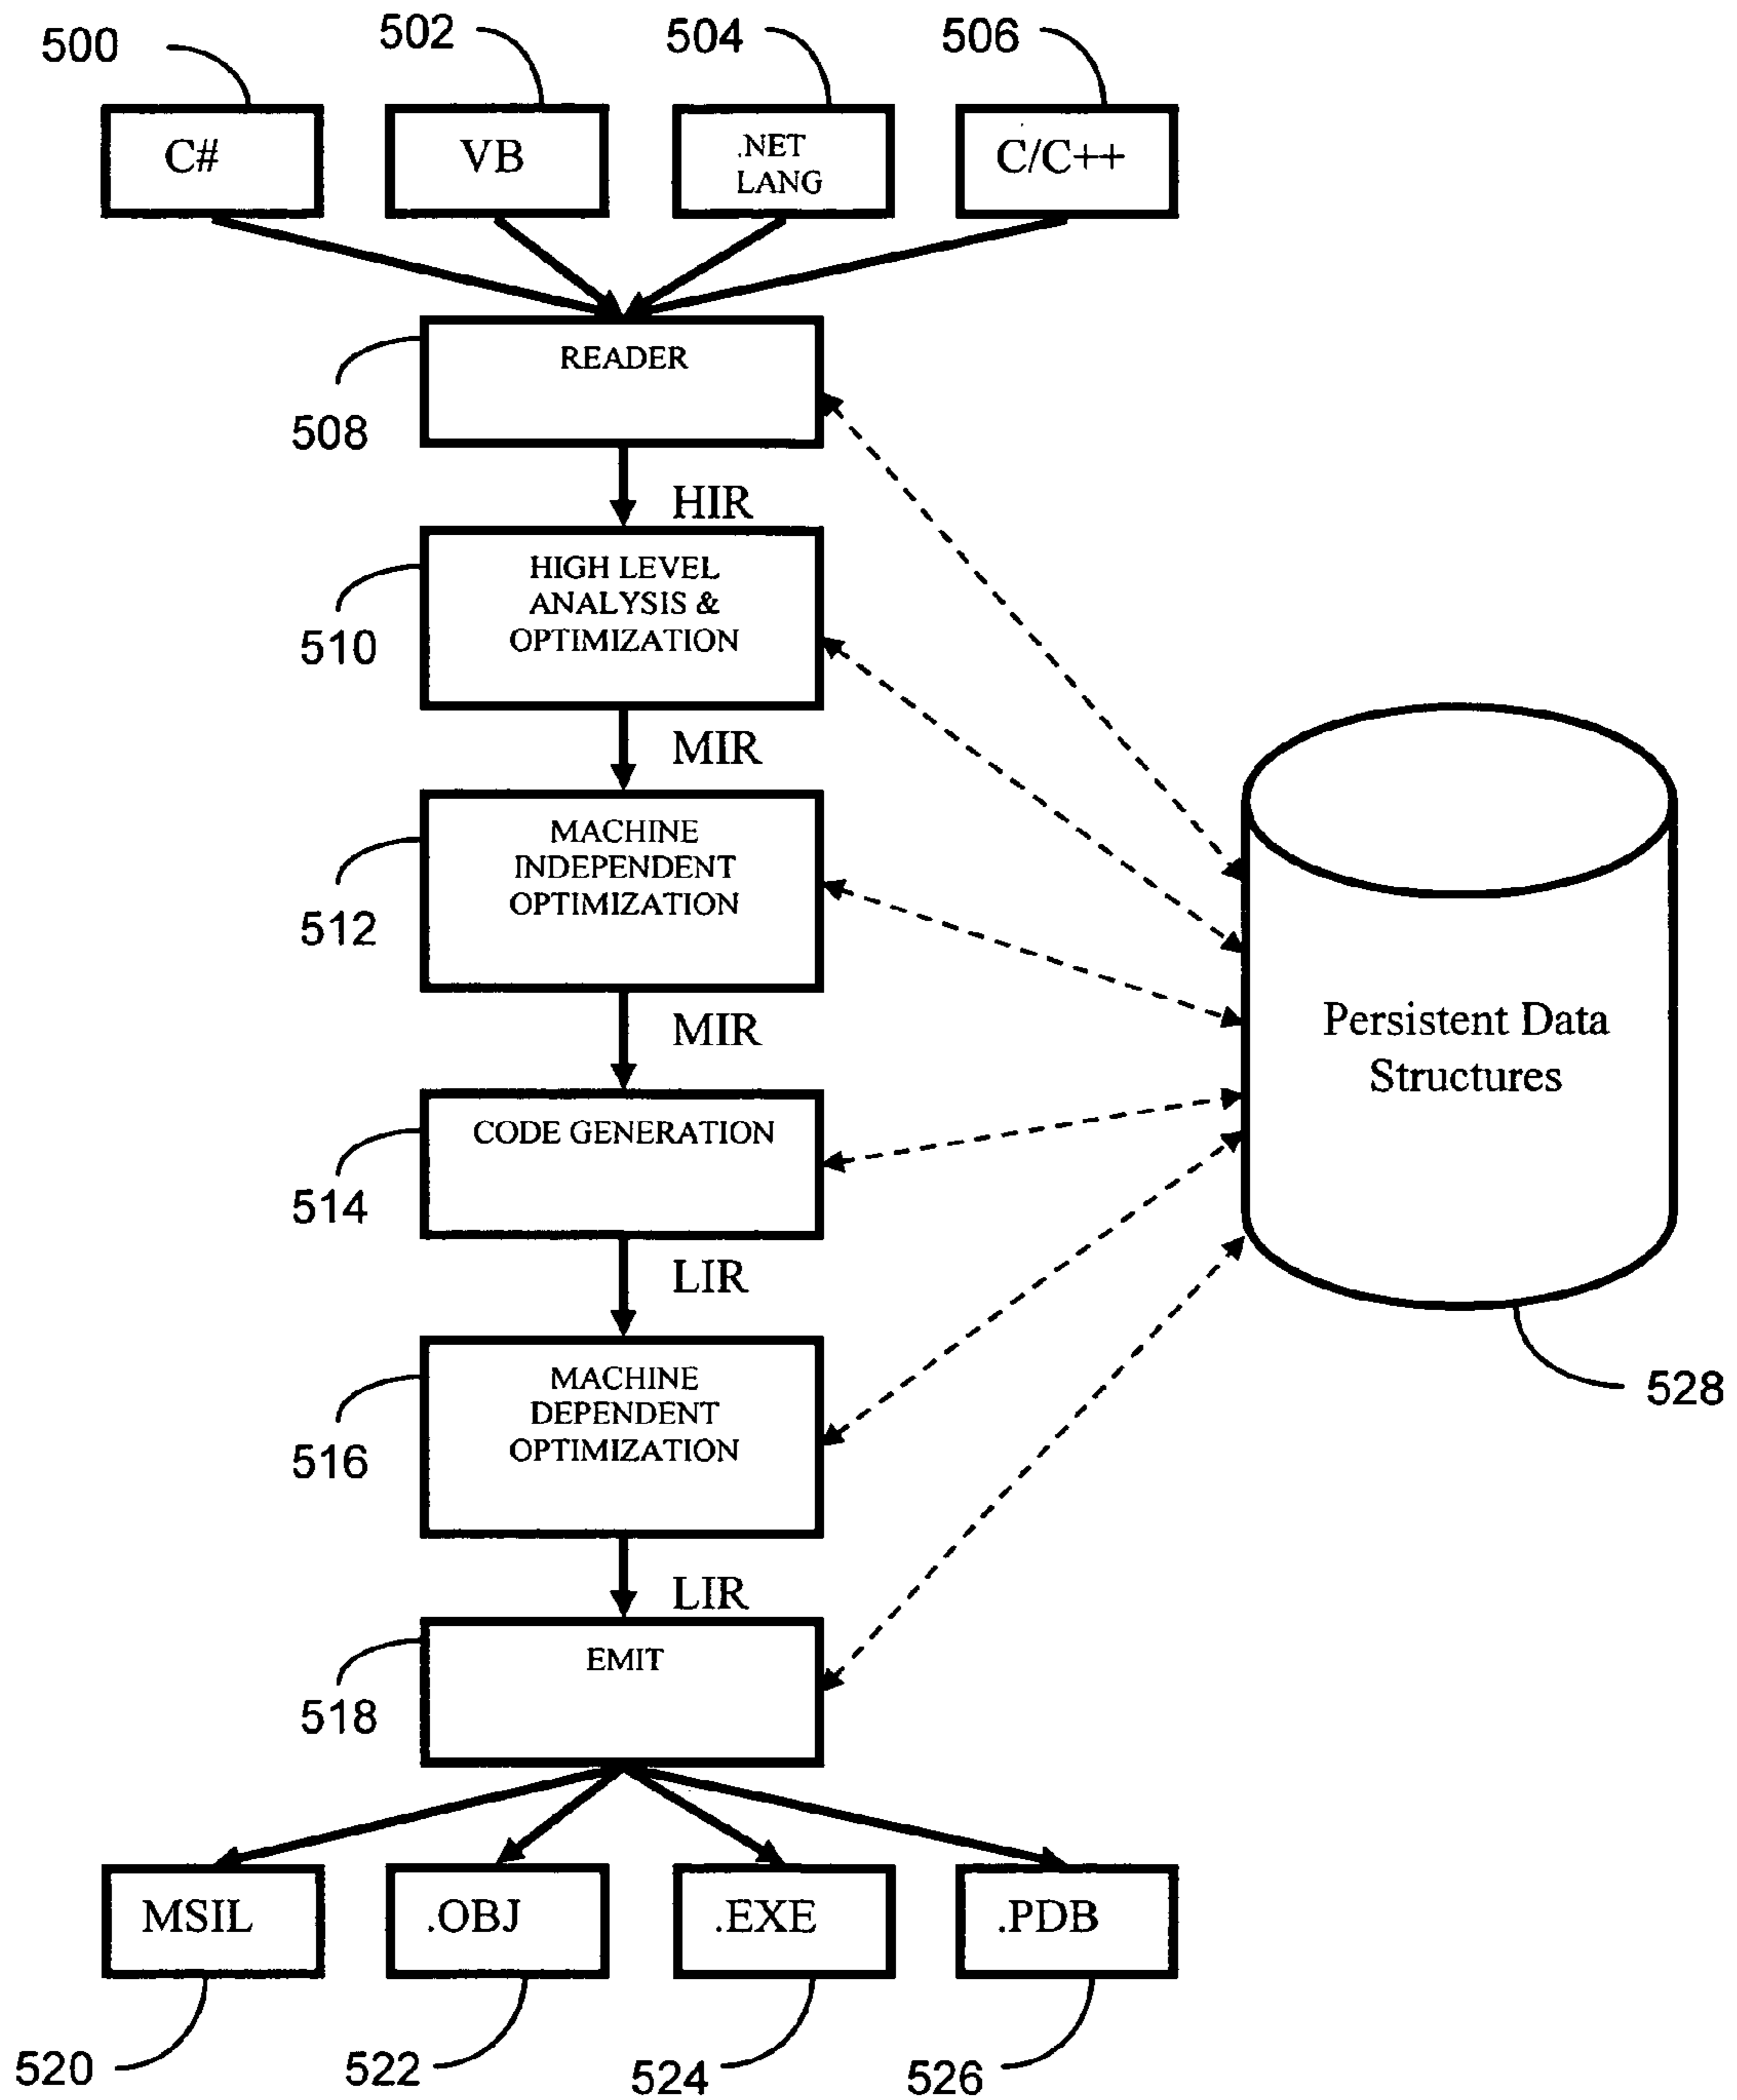 500
502
504
506
C#
VB
.NET
LANG
C/C++
READER
508
HIR
HIGH LEVEL
ANALYSIS &
OPTIMIZATION
510
MIR
MACHINE
INDEPENDENT
OPTIMIZATION
512
Persistent Data
Structures
MIR
CODE GENERATION
514
LIR
MACHINE
DEPENDENT
OPTIMIZATION
528
516
LIR
EMIT
518
MSIL
.OBJ
.EXE
.PDB
520
522
524
526